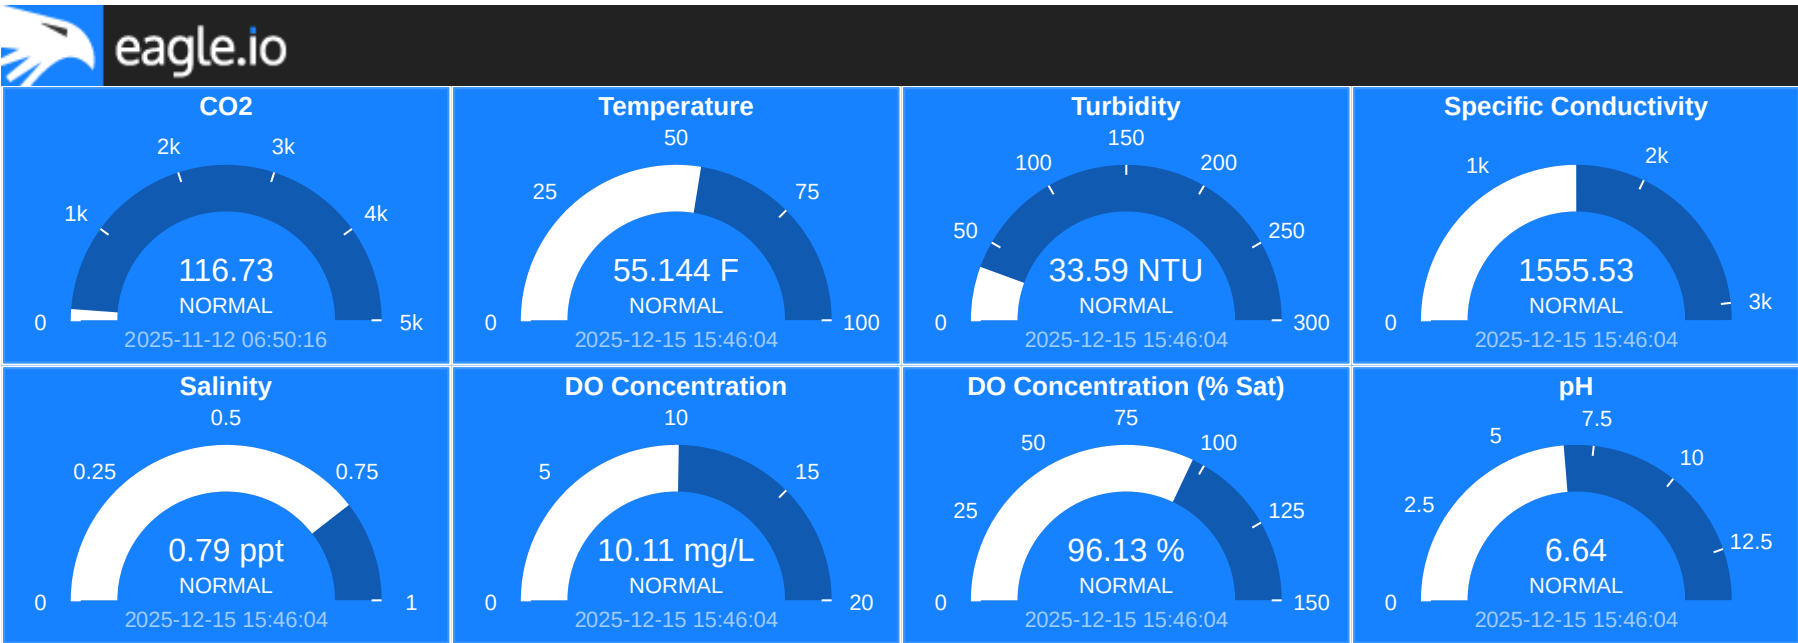 eagle.io
CO2
2k 3k
1k 4k
116.73
NORMAL
0 5k
2025-11-12 06:50:16
Temperature
50
25 75
55.144 F
NORMAL
0 100
2025-12-15 15:46:04
Turbidity
150
100 200
50 250
33.59 NTU
NORMAL
0 300
2025-12-15 15:46:04
Specific Conductivity
1k 2k
1555.53
NORMAL
0 3k
2025-12-15 15:46:04
Salinity
0.5
0.25 0.75
0.79 ppt
NORMAL
0 1
2025-12-15 15:46:04
DO Concentration
10
5 15
10.11 mg/L
NORMAL
0 20
2025-12-15 15:46:04
DO Concentration (% Sat)
75
50 100
25 125
96.13 %
NORMAL
0 150
2025-12-15 15:46:04
pH
7.5
5 10
2.5 12.5
6.64
NORMAL
0
2025-12-15 15:46:04